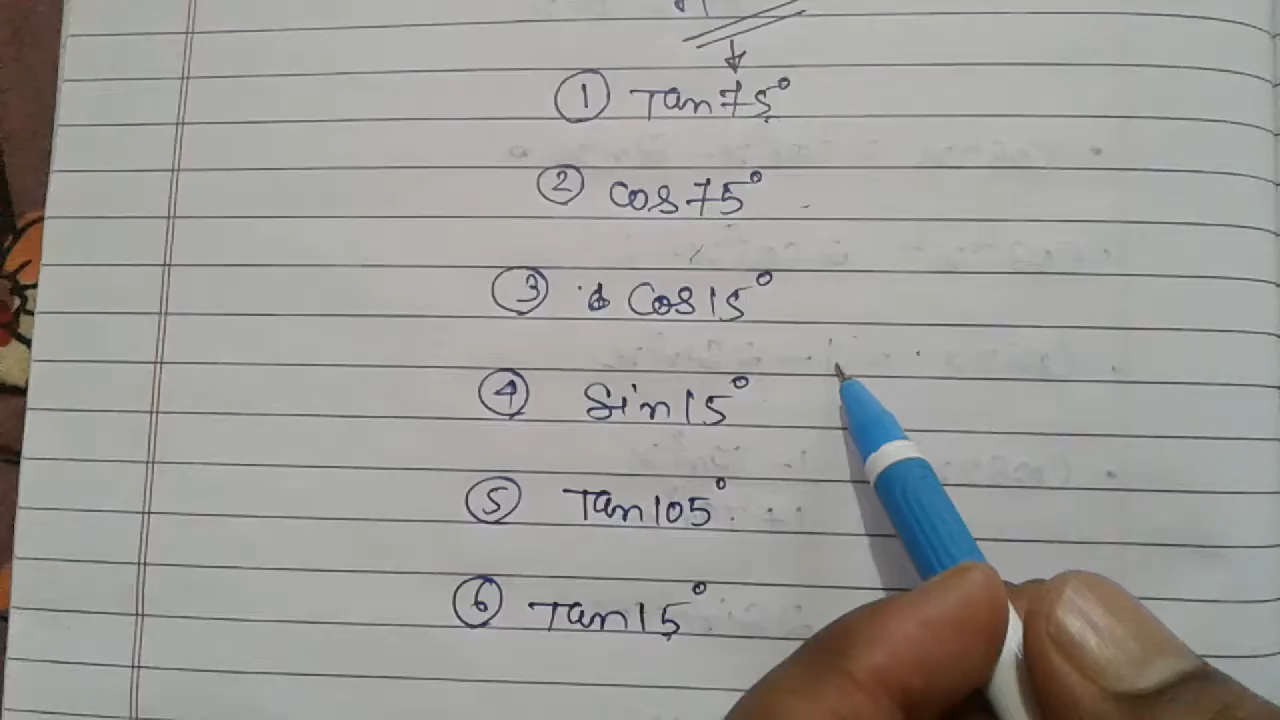 ① Tan75°
② Cos75°
③ Cos15°
④ Sin15°
⑤ Tan105°
⑥ Tan15°